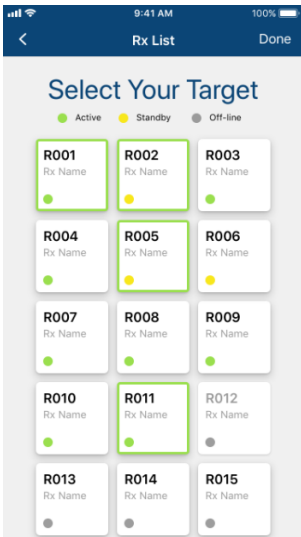 9:41 AM 100%
Rx List Done
Select Your Target
Active Standby Off-line
R001 R002 R003
Rx Name Rx Name Rx Name
R004 R005 R006
Rx Name Rx Name Rx Name
R007 R008 R009
Rx Name Rx Name Rx Name
R010 R011 R012
Rx Name Rx Name Rx Name
R013 R014 R015
Rx Name Rx Name Rx Name